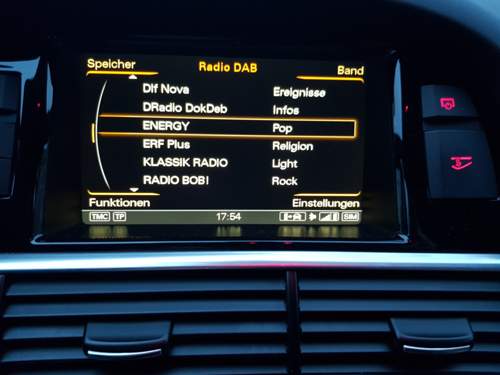 Speicher Radio DAB Band
Dlf Nova Ereignisse
DRadio DokDeb Infos
ENERGY Pop
ERF Plus Religion
KLASSIK RADIO Light
RADIO BOB! Rock
Funktionen Einstellungen
TMC TP 17:54 SIM